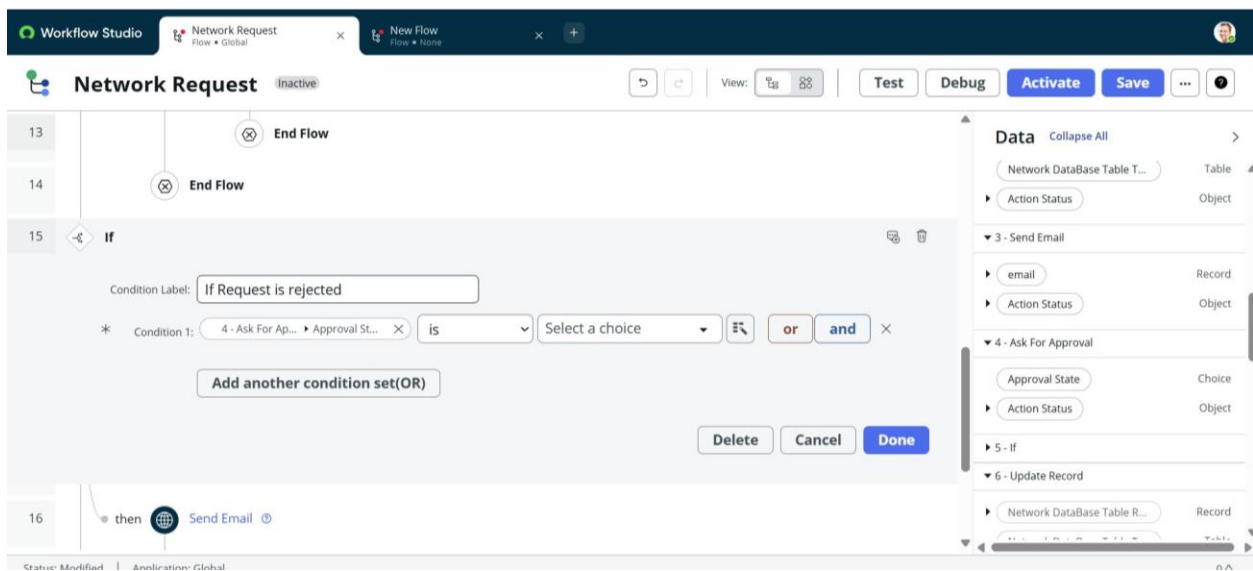 Workflow Studio
Network Request
Flow • Global
New Flow
Flow • None
Network Request Inactive
View:
Test Debug Activate Save
13 End Flow
14 End Flow
15 If
Condition Label: If Request is rejected
* Condition 1: 4 - Ask For Ap... Approval St... is Select a choice or and
Add another condition set(OR)
Delete Cancel Done
16 then Send Email
Data Collapse All
Network DataBase Table T... Table
Action Status Object
3 - Send Email
email Record
Action Status Object
4 - Ask For Approval
Approval State Choice
Action Status Object
5 - If
6 - Update Record
Network DataBase Table R... Record
Status: Modified | Application: Global